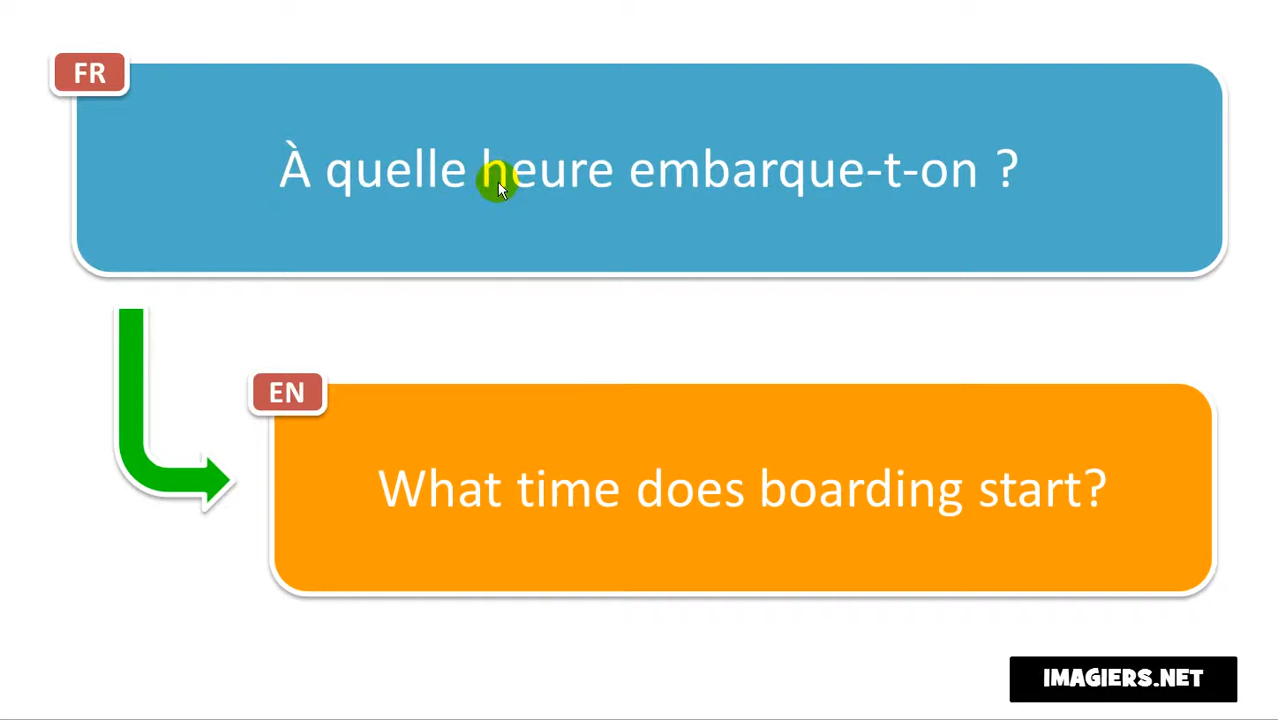 FR
À quelle heure embarque-t-on ?
EN
What time does boarding start?
IMAGIERS.NET